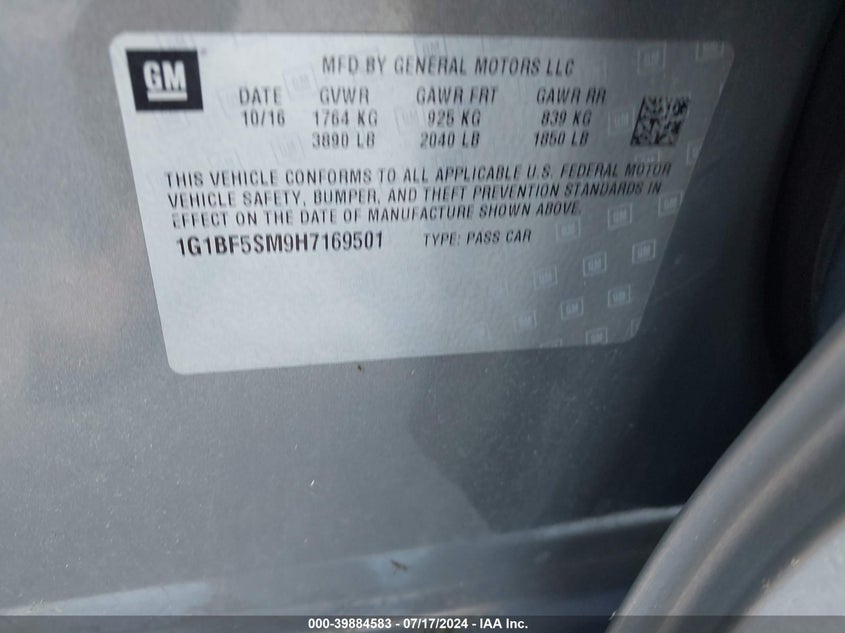 GM
MFD BY GENERAL MOTORS LLC
DATE GVWR GAWR FRT GAWR RR
10/16 1764 KG 925 KG 839 KG
3890 LB 2040 LB 1850 LB
THIS VEHICLE CONFORMS TO ALL APPLICABLE U.S. FEDERAL MOTOR
VEHICLE SAFETY, BUMPER, AND THEFT PREVENTION STANDARDS IN
EFFECT ON THE DATE OF MANUFACTURE SHOWN ABOVE.
1G1BF5SM9H7169501 TYPE: PASS CAR
000-39884583 - 07/17/2024 - IAA Inc.